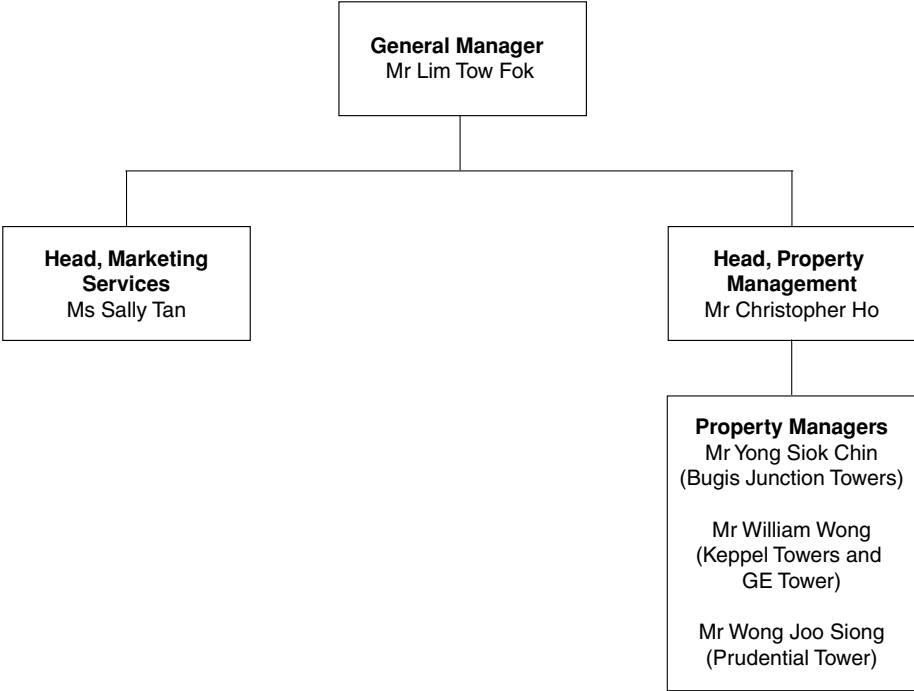 General Manager
Mr Lim Tow Fok
Head, Marketing
Services
Ms Sally Tan
Head, Property
Management
Mr Christopher Ho
Property Managers
Mr Yong Siok Chin
(Bugis Junction Towers)
Mr William Wong
(Keppel Towers and
GE Tower)
Mr Wong Joo Siong
(Prudential Tower)